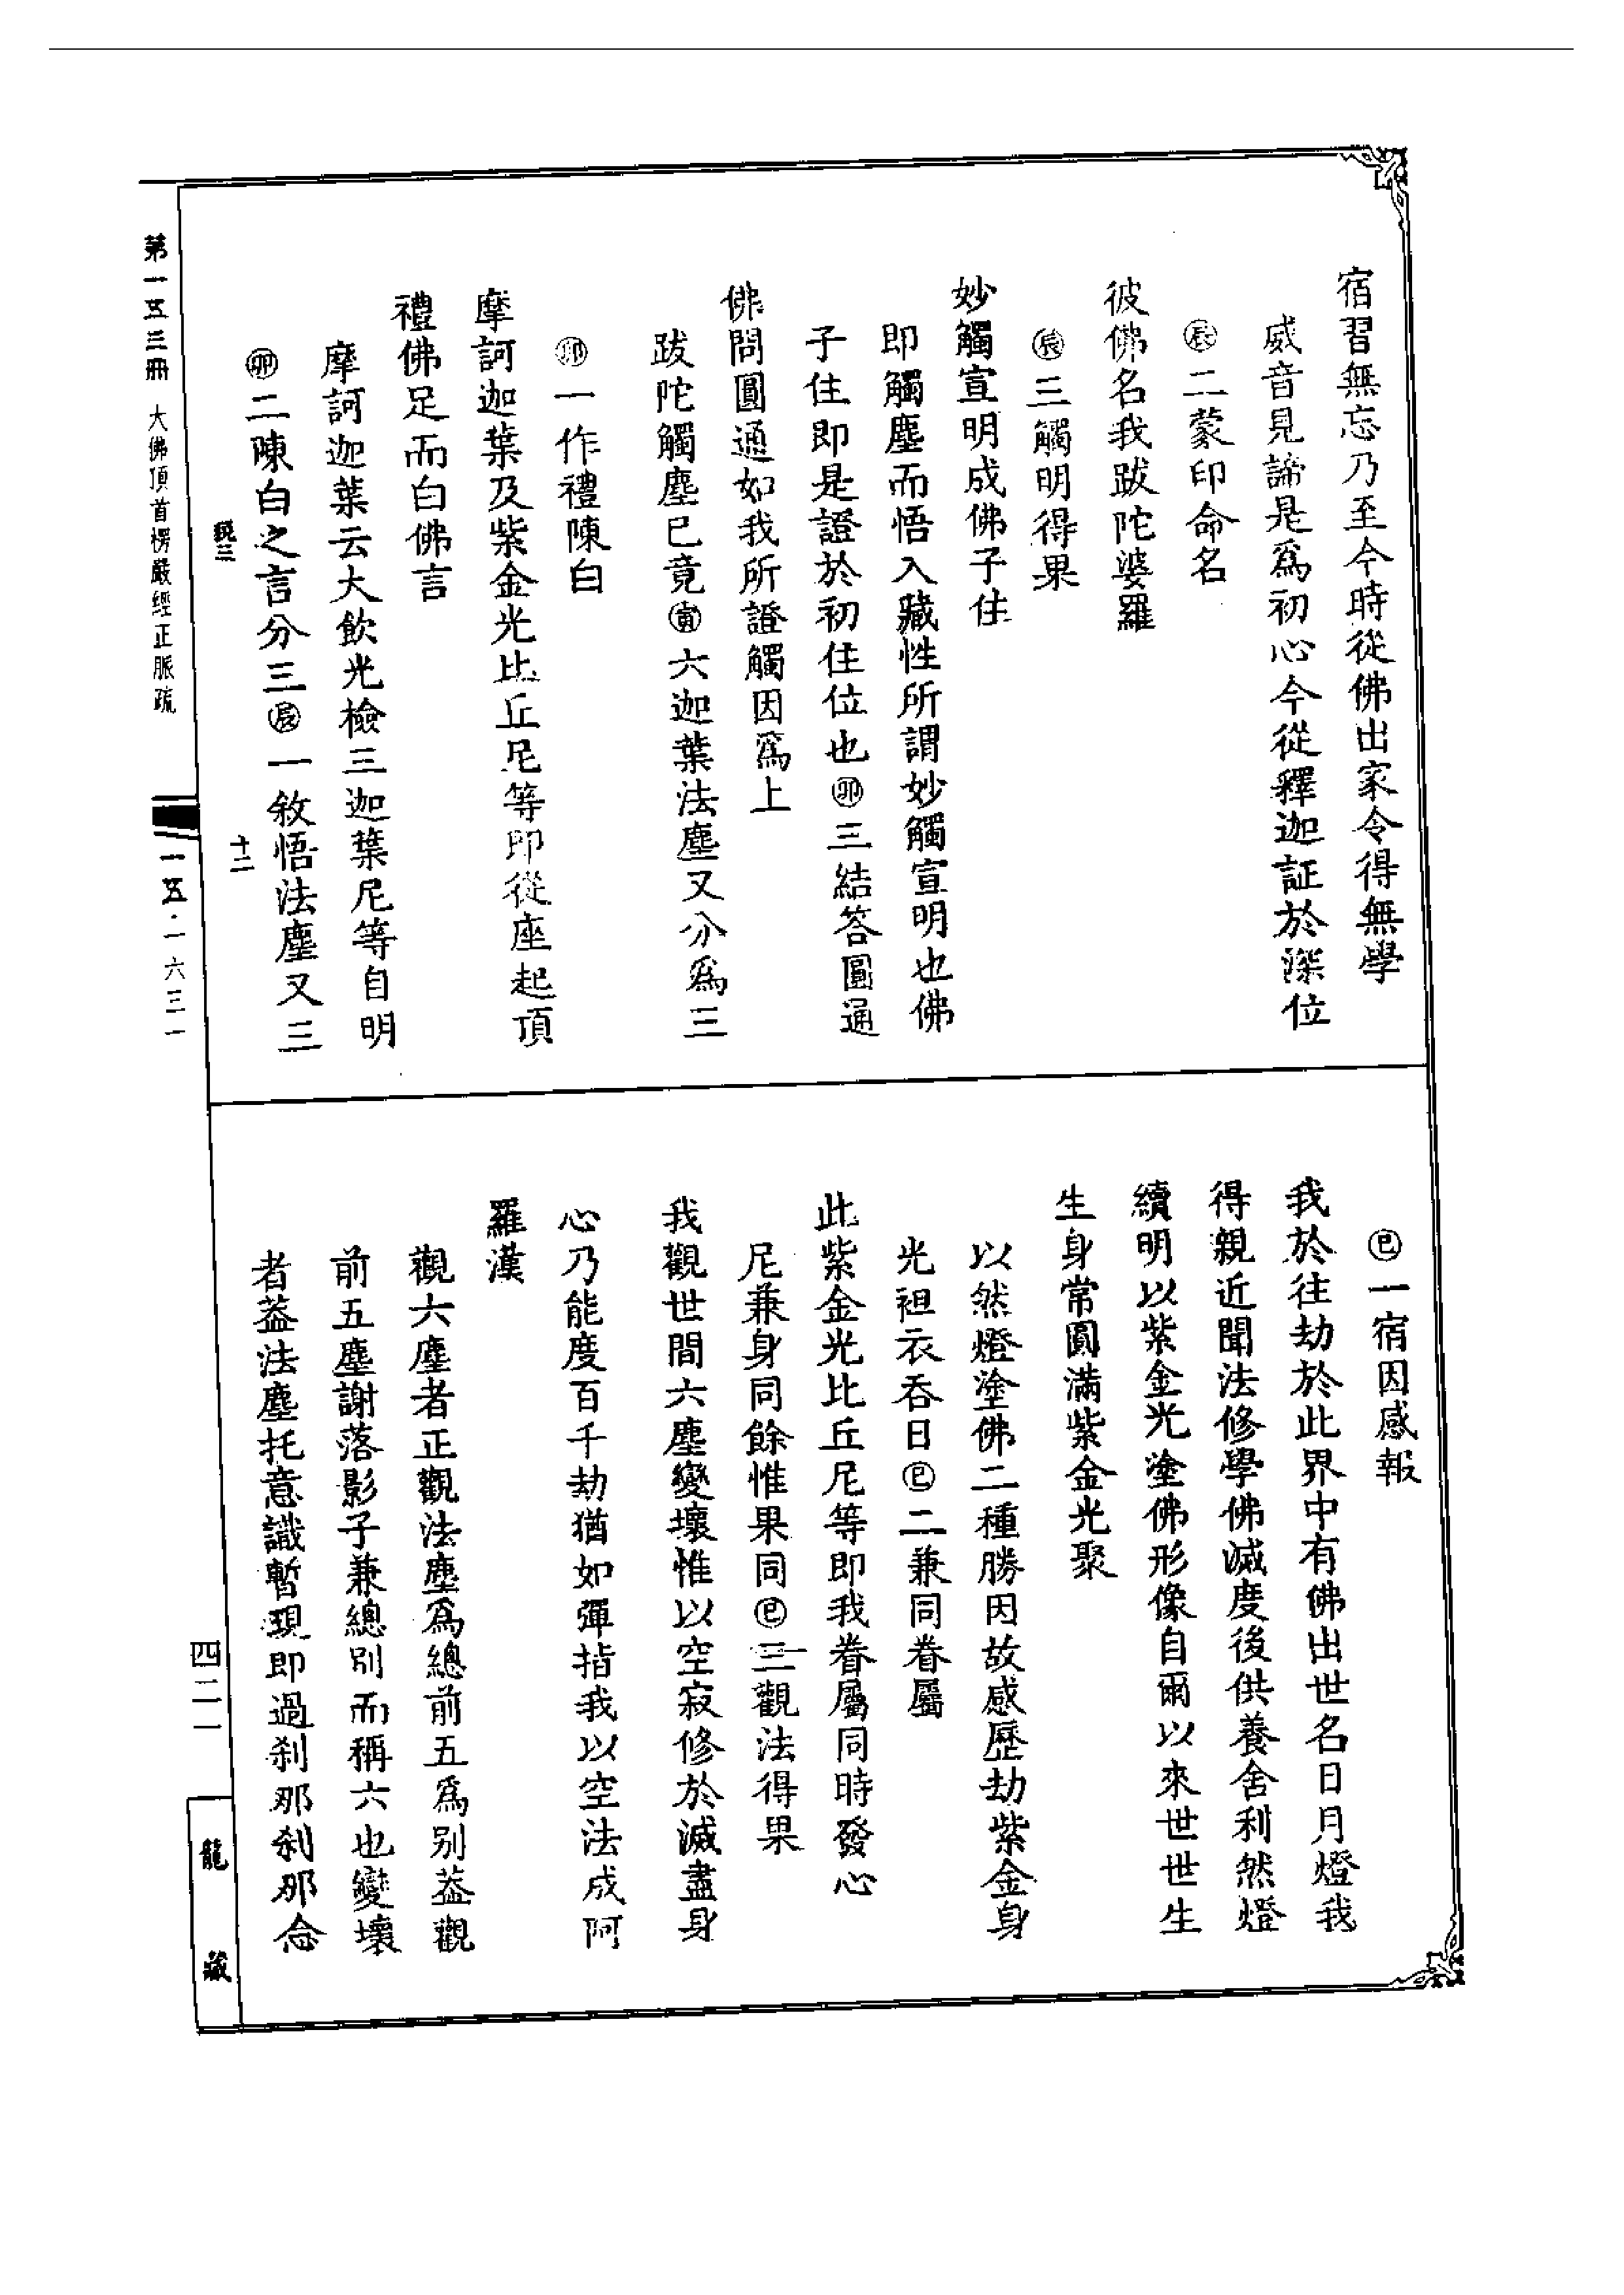 宿習無忘乃至今時從佛出家令得無學
威音見諦是爲初心今從釋迦証於深位
㊁二蒙印命名
彼佛名我跋陀婆羅
㊂三觸明得果
妙觸宣明成佛子住
即觸塵而悟入藏性所謂妙觸宣明也佛
子住即是證於初住位也卯三結答圓通
佛問圓通如我所證觸因爲上
跋陀觸塵已竟寅六迦葉法塵又分爲三
卯一作禮陳白
摩訶迦葉及紫金光比丘尼等即從座起頂
禮佛足而白佛言
摩訶迦葉云大飲光檢三迦葉尼等自明
卯二陳白之言分三辰一敘悟法塵又三
巳一宿因感報
我於往劫於此界中有佛出世名日月燈我
得親近聞法修學佛滅度後供養舍利然燈
續明以紫金光塗佛形像自爾以來世世生
生身常圓滿紫金光聚
以然燈塗佛二種勝因故感歷劫紫金身
光袒衣吞日巳二兼同眷屬
此紫金光比丘尼等即我眷屬同時發心
尼兼身同餘惟果同巳三觀法得果
我觀世間六塵變壞惟以空寂修於滅盡身
心乃能度百千劫猶如彈指我以空法成阿
羅漢
觀六塵者正觀法塵爲總前五爲別葢觀
前五塵謝落影子兼總別而稱六也變壞
者葢法塵托意識暫現即過刹那刹那念
第一五三冊 大佛頂首楞嚴經正脈疏
一五·一六三一
十二
四二一
龍藏